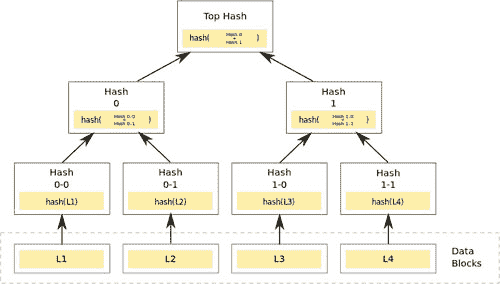 Top Hash
hash( Hash 0 + Hash 1 )
Hash
0
hash( Hash 0-0 + Hash 0-1 )
Hash
1
hash( Hash 1-0 + Hash 1-1 )
Hash
0-0
hash(L1)
Hash
0-1
hash(L2)
Hash
1-0
hash(L3)
Hash
1-1
hash(L4)
L1
L2
L3
L4
Data
Blocks